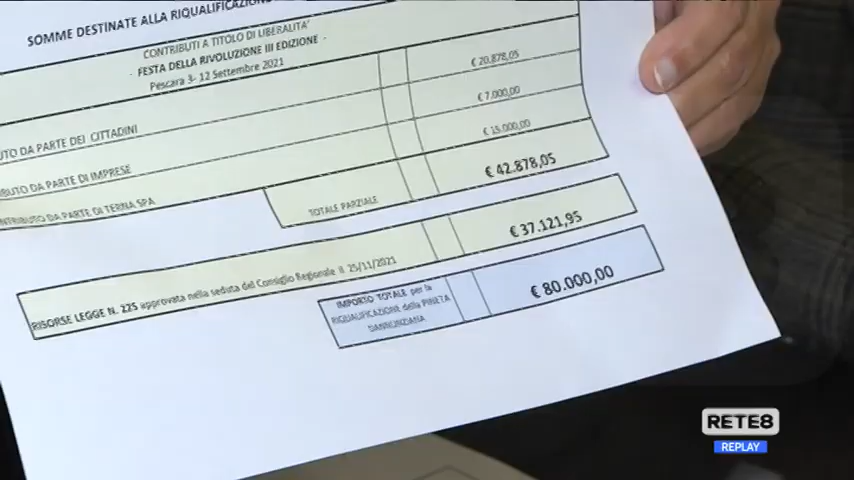 SOMME DESTINATE ALLA RIQUALIFICAZIONE
CONTRIBUTI A TITOLO DI LIBERALITA'
- FESTA DELLA RIVOLUZIONE III EDIZIONE -
Pescara 3- 12 Settembre 2021
UTO DA PARTE DEI CITTADINI € 20.878,05
BUTO DA PARTE DI IMPRESE € 7.000,00
NTRIBUTO DA PARTE DI TERNA SPA € 15.000,00
TOTALE PARZIALE € 42.878,05
RISORSE LEGGE N. 225 approvata nella seduta del Consiglio Regionale il 25/11/2021 € 37.121,95
IMPORTO TOTALE per la
RIQUALIFICAZIONE della PINETA
DANNUNZIANA
€ 80.000,00
RETE8
REPLAY